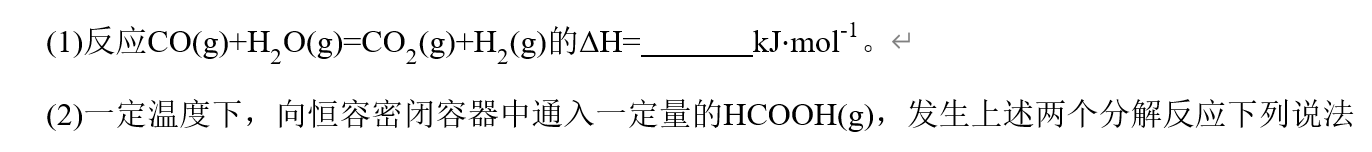 (1)反应CO(g)+H₂O(g)=CO₂(g)+H₂(g)的ΔH=_______kJ·mol⁻¹。↵
(2)一定温度下，向恒容密闭容器中通入一定量的HCOOH(g)，发生上述两个分解反应下列说法